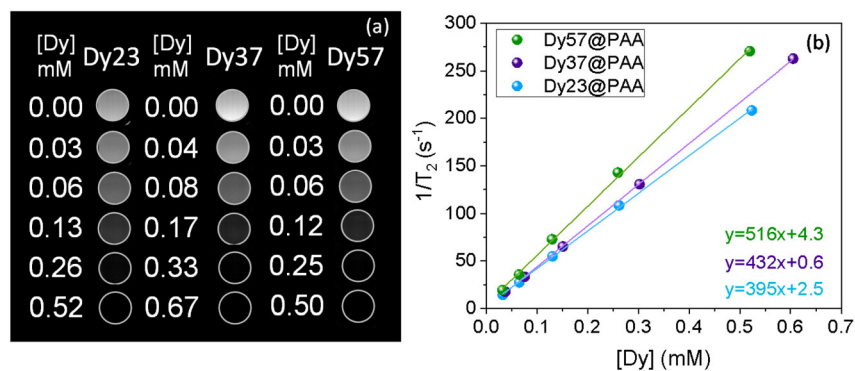 (a)
[Dy] mM Dy23 [Dy] mM Dy37 [Dy] mM Dy57
0.00 0.00 0.00
0.03 0.04 0.03
0.06 0.08 0.06
0.13 0.17 0.12
0.26 0.33 0.25
0.52 0.67 0.50
(b)
Dy57@PAA
Dy37@PAA
Dy23@PAA
1/T₂ (s⁻¹)
300
250
200
150
100
50
0
y=516x+4.3
y=432x+0.6
y=395x+2.5
0.0 0.1 0.2 0.3 0.4 0.5 0.6 0.7
[Dy] (mM)